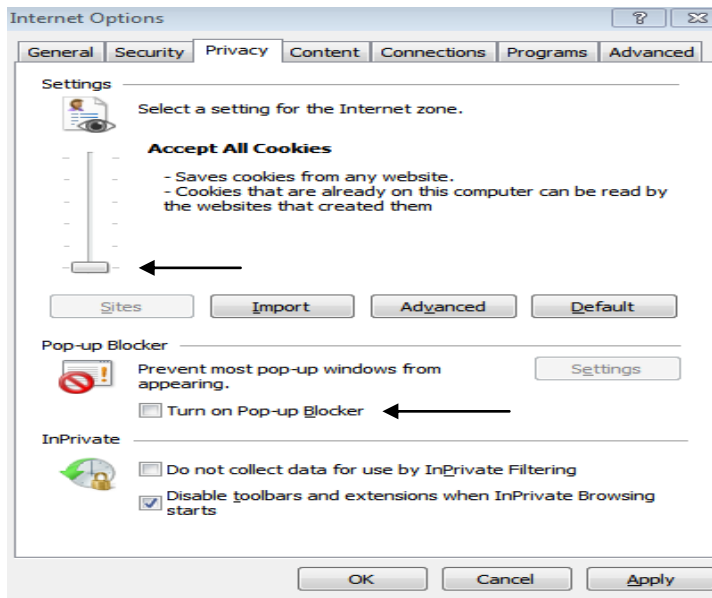 Internet Options
General Security Privacy Content Connections Programs Advanced
Settings
Select a setting for the Internet zone.
Accept All Cookies
- Saves cookies from any website.
- Cookies that are already on this computer can be read by
the websites that created them
Sites Import Advanced Default
Pop-up Blocker
Prevent most pop-up windows from
appearing.
Settings
Turn on Pop-up Blocker
InPrivate
Do not collect data for use by InPrivate Filtering
Disable toolbars and extensions when InPrivate Browsing
starts
OK Cancel Apply